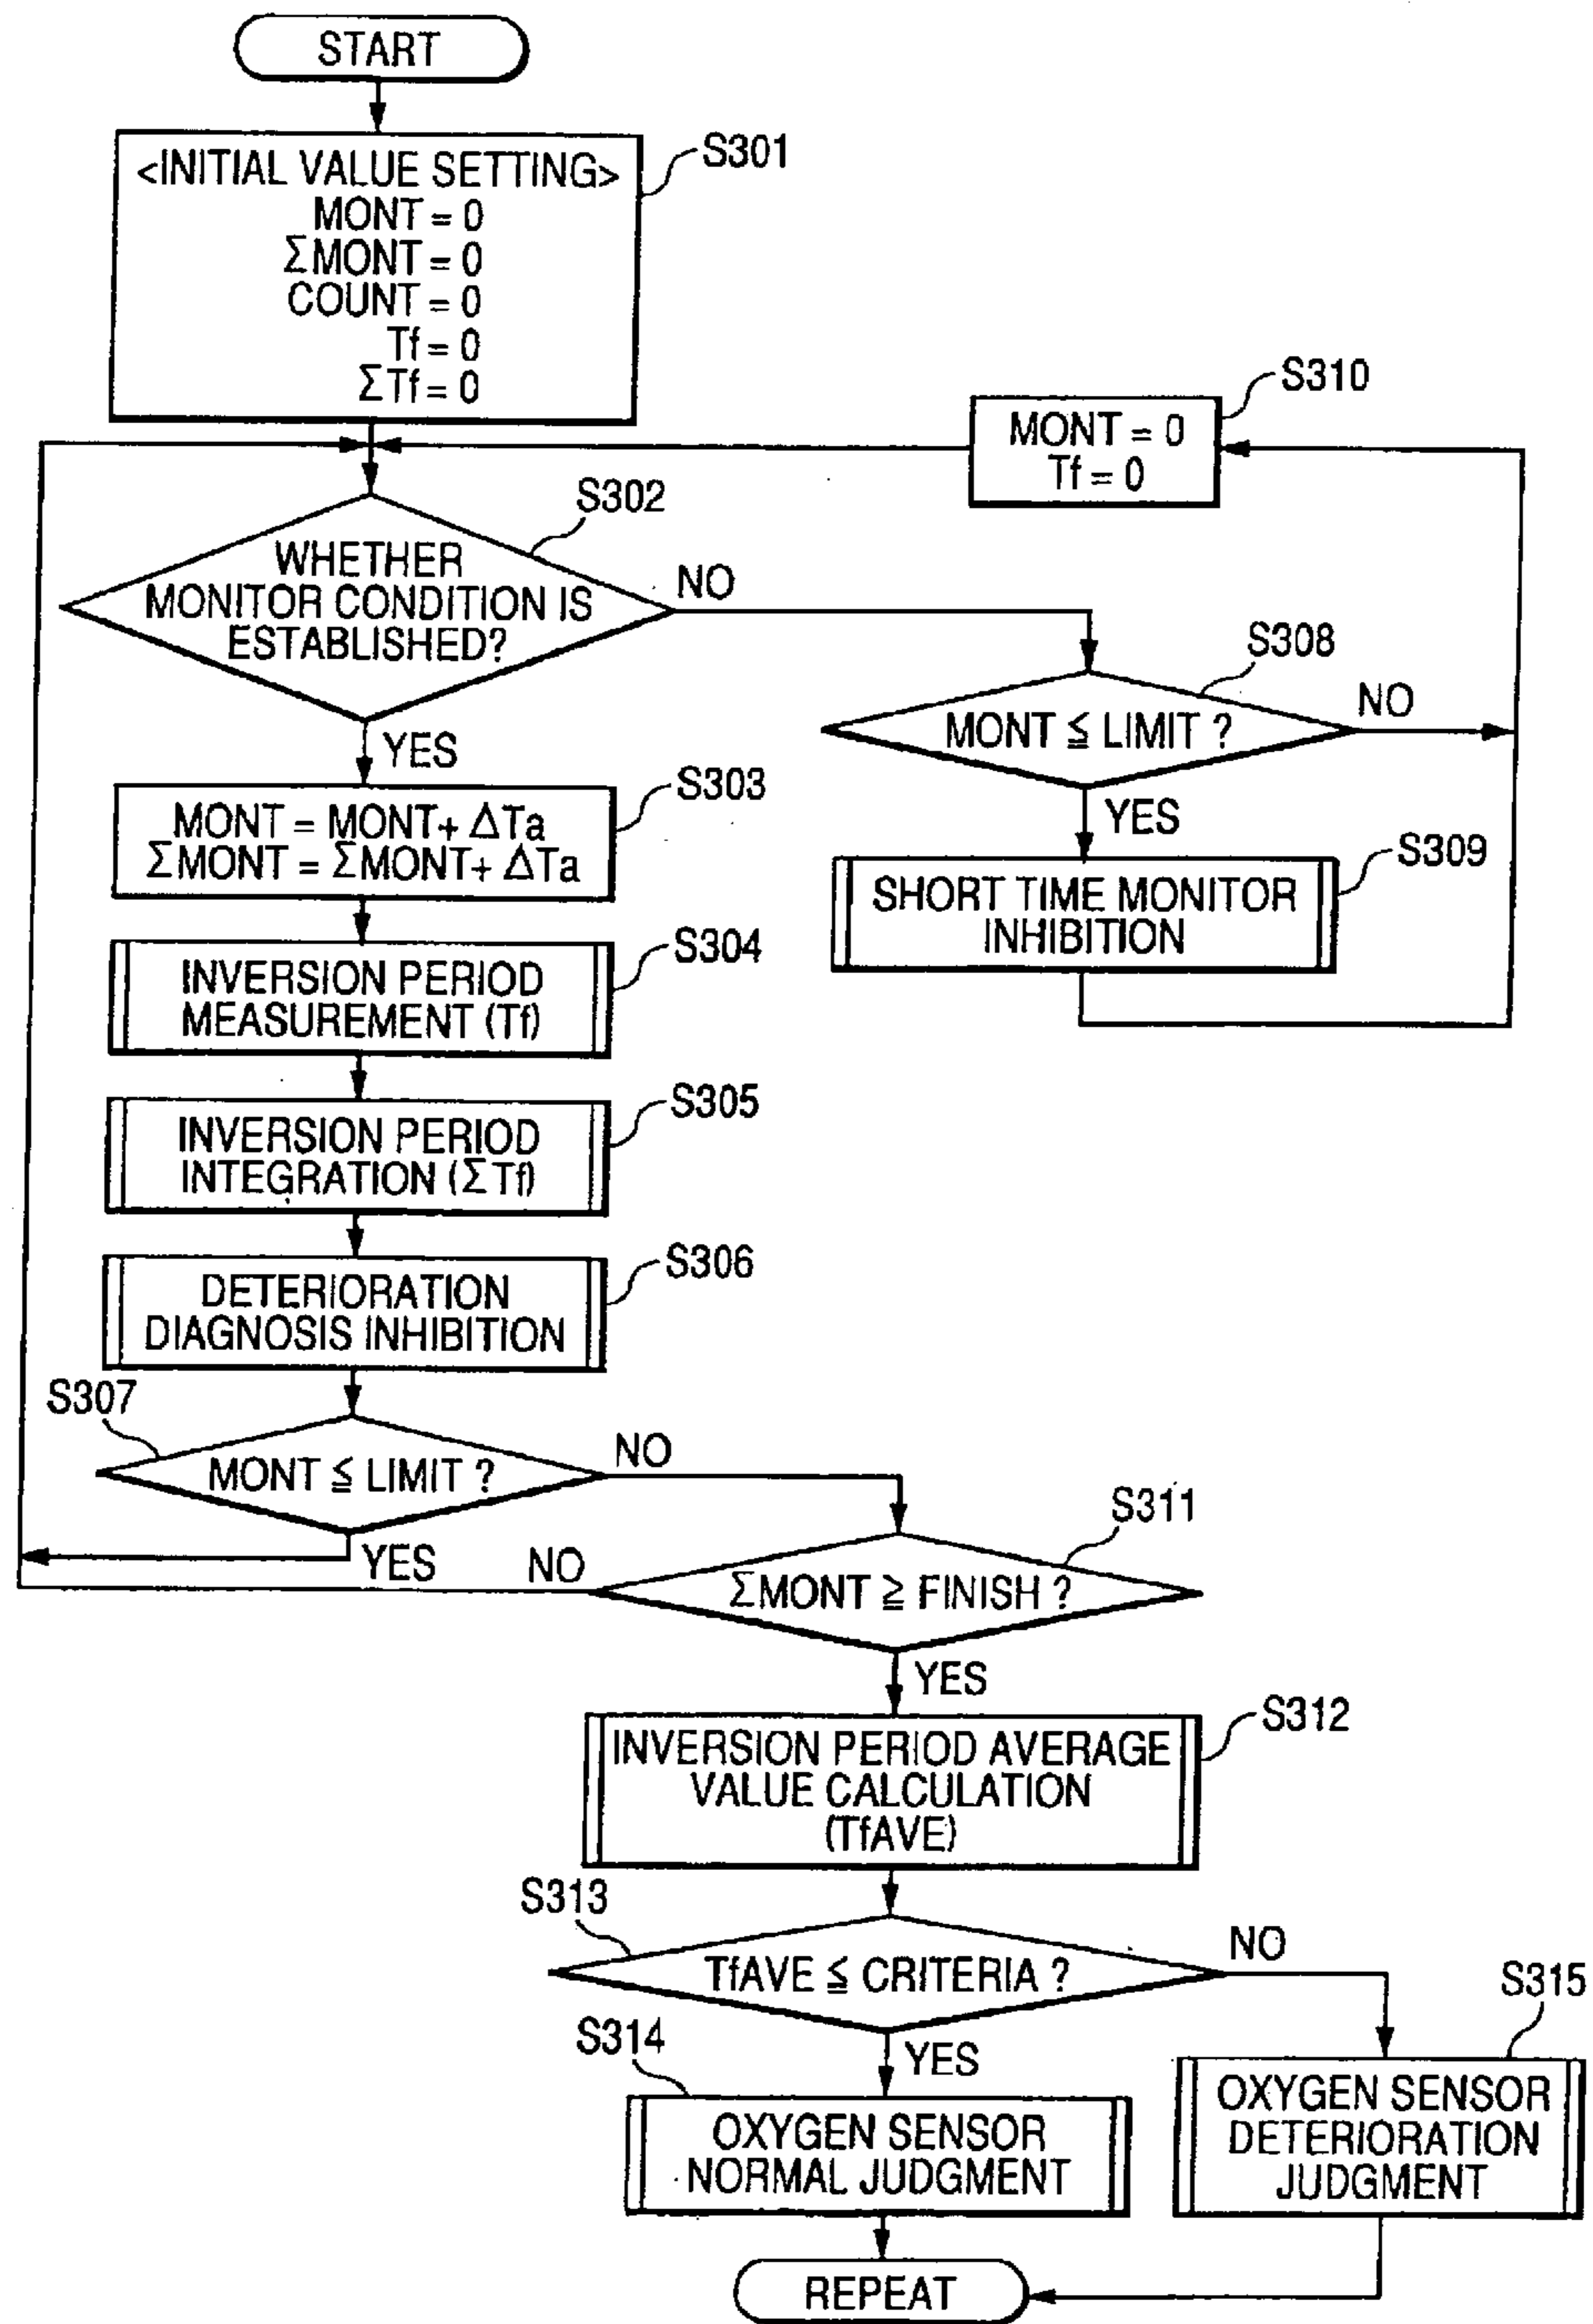 START
S301
<INITIAL VALUE SETTING>
MONT = 0
ΣMONT = 0
COUNT = 0
Tf = 0
ΣTf = 0
S310
MONT = 0
Tf = 0
S302
WHETHER
MONITOR CONDITION IS
ESTABLISHED?
NO
YES
S308
MONT ≦ LIMIT ?
NO
YES
S303
MONT = MONT+ ΔTa
ΣMONT = ΣMONT+ ΔTa
S309
SHORT TIME MONITOR
INHIBITION
S304
INVERSION PERIOD
MEASUREMENT (Tf)
S305
INVERSION PERIOD
INTEGRATION (ΣTf)
S306
DETERIORATION
DIAGNOSIS INHIBITION
S307
MONT ≦ LIMIT ?
NO
YES
S311
NO
ΣMONT ≧ FINISH ?
YES
S312
INVERSION PERIOD AVERAGE
VALUE CALCULATION
(TfAVE)
S313
TfAVE ≦ CRITERIA ?
NO
YES
S314
OXYGEN SENSOR
NORMAL JUDGMENT
S315
OXYGEN SENSOR
DETERIORATION
JUDGMENT
REPEAT